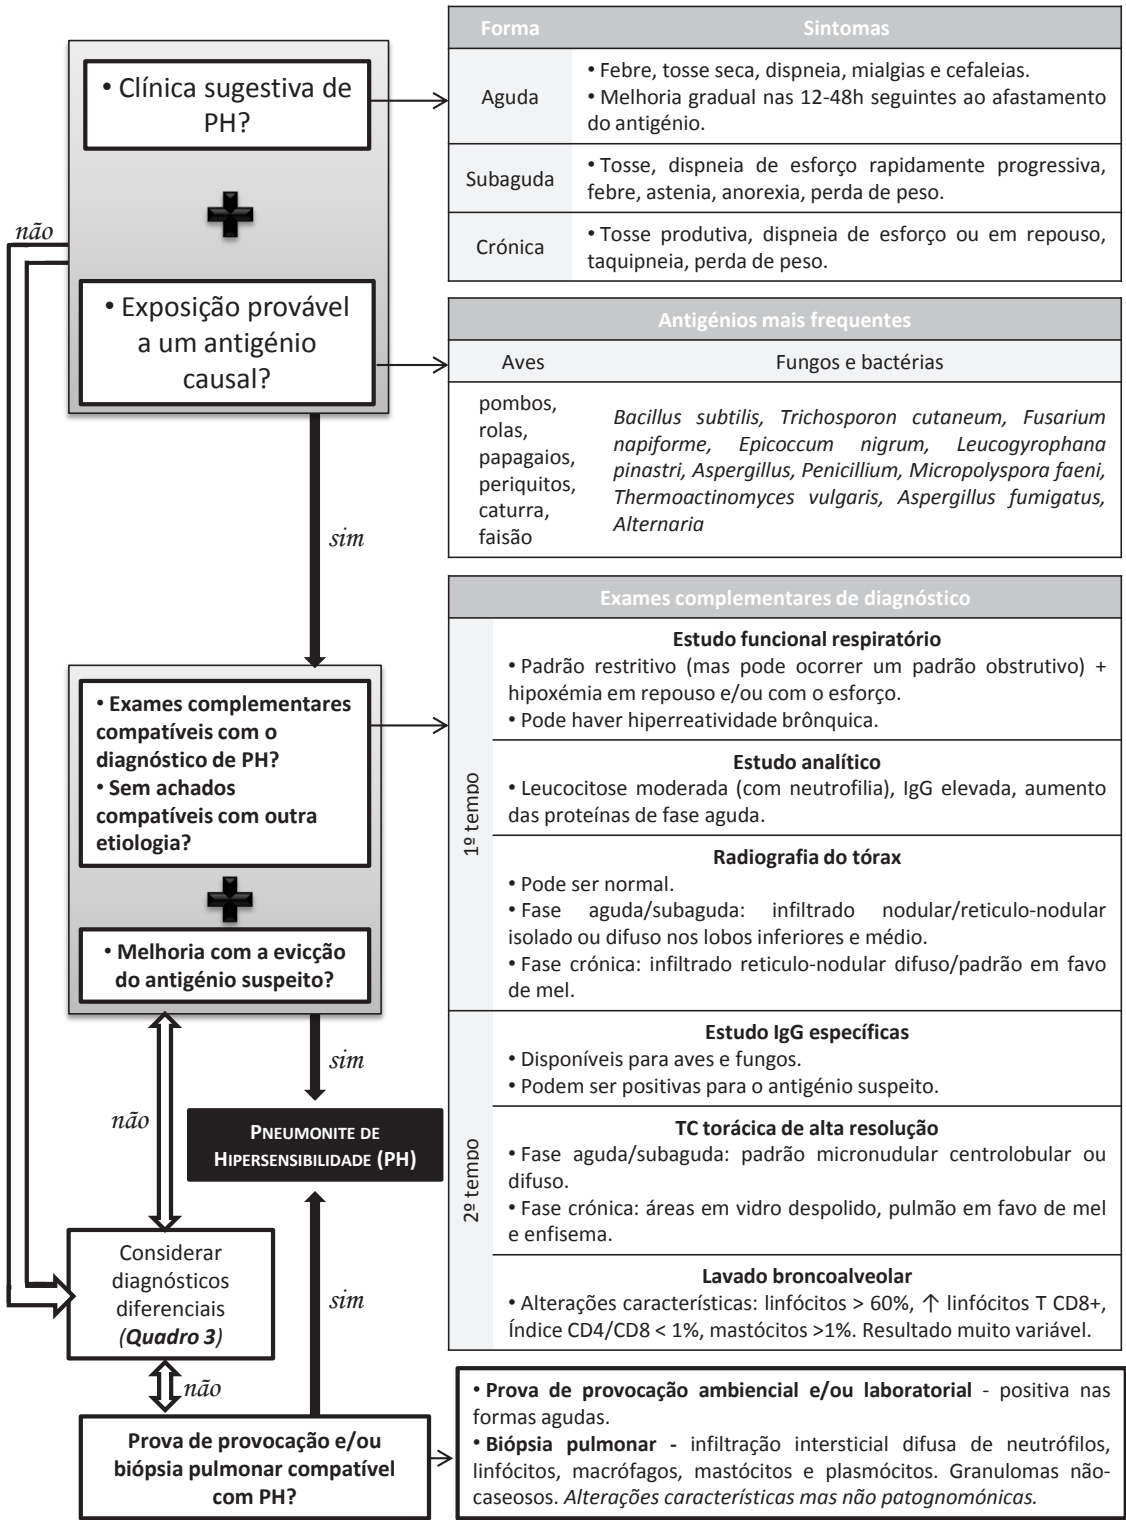 Forma Sintomas
• Clínica sugestiva de
PH?
Aguda
• Febre, tosse seca, dispneia, mialgias e cefaleias.
• Melhoria gradual nas 12-48h seguintes ao afastamento
do antigénio.
Subaguda
• Tosse, dispneia de esforço rapidamente progressiva,
febre, astenia, anorexia, perda de peso.
Crónica
• Tosse produtiva, dispneia de esforço ou em repouso,
taquipneia, perda de peso.
não
• Exposição provável
a um antigénio
causal?
Antigénios mais frequentes
Aves Fungos e bactérias
pombos,
rolas,
papagaios,
periquitos,
caturra,
faisão
Bacillus subtilis, Trichosporon cutaneum, Fusarium
napiforme, Epicoccum nigrum, Leucogyrophana
pinastri, Aspergillus, Penicillium, Micropolyspora faeni,
Thermoactinomyces vulgaris, Aspergillus fumigatus,
Alternaria
sim
• Exames complementares
compatíveis com o
diagnóstico de PH?
• Sem achados
compatíveis com outra
etiologia?
• Melhoria com a evicção
do antigénio suspeito?
Exames complementares de diagnóstico
1º tempo
Estudo funcional respiratório
• Padrão restritivo (mas pode ocorrer um padrão obstrutivo) +
hipoxémia em repouso e/ou com o esforço.
• Pode haver hiperreatividade brônquica.
Estudo analítico
• Leucocitose moderada (com neutrofilia), IgG elevada, aumento
das proteínas de fase aguda.
Radiografia do tórax
• Pode ser normal.
• Fase aguda/subaguda: infiltrado nodular/reticulo-nodular
isolado ou difuso nos lobos inferiores e médio.
• Fase crónica: infiltrado reticulo-nodular difuso/padrão em favo
de mel.
2º tempo
Estudo IgG específicas
• Disponíveis para aves e fungos.
• Podem ser positivas para o antigénio suspeito.
TC torácica de alta resolução
• Fase aguda/subaguda: padrão micronudular centrolobular ou
difuso.
• Fase crónica: áreas em vidro despolido, pulmão em favo de mel
e enfisema.
Lavado broncoalveolar
• Alterações características: linfócitos > 60%, ↑ linfócitos T CD8+,
Índice CD4/CD8 < 1%, mastócitos >1%. Resultado muito variável.
sim
não
PNEUMONITE DE
HIPERSENSIBILIDADE (PH)
Considerar
diagnósticos
diferenciais
(Quadro 3)
sim
não
Prova de provocação e/ou
biópsia pulmonar compatível
com PH?
• Prova de provocação ambiencial e/ou laboratorial - positiva nas
formas agudas.
• Biópsia pulmonar - infiltração intersticial difusa de neutrófilos,
linfócitos, macrófagos, mastócitos e plasmócitos. Granulomas não-
caseosos. Alterações características mas não patognomónicas.